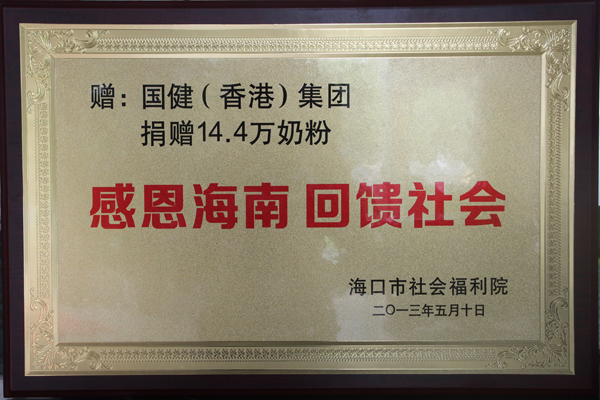 赠：国健（香港）集团
捐赠14.4万奶粉
感恩海南 回馈社会
海口市社会福利院
二〇一三年五月十日